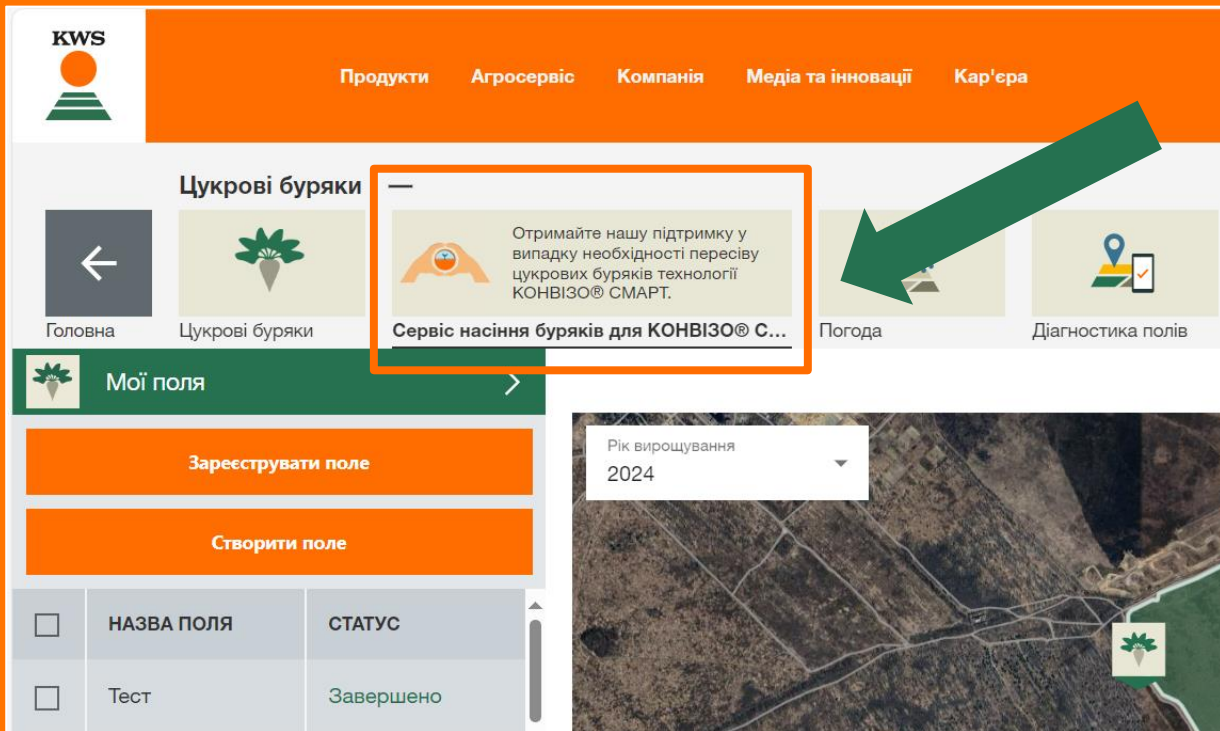 KWS
Продукти Агросервіс Компанія Медіа та інновації Кар'єра
Цукрові буряки —
Отримайте нашу підтримку у
випадку необхідності пересіву
цукрових буряків технології
КОНВІЗО® СМАРТ.
Головна Цукрові буряки Сервіс насіння буряків для КОНВІЗО® С... Погода Діагностика полів
Мої поля
Зареєструвати поле
Створити поле
НАЗВА ПОЛЯ СТАТУС
Тест Завершено
Рік вирощування
2024